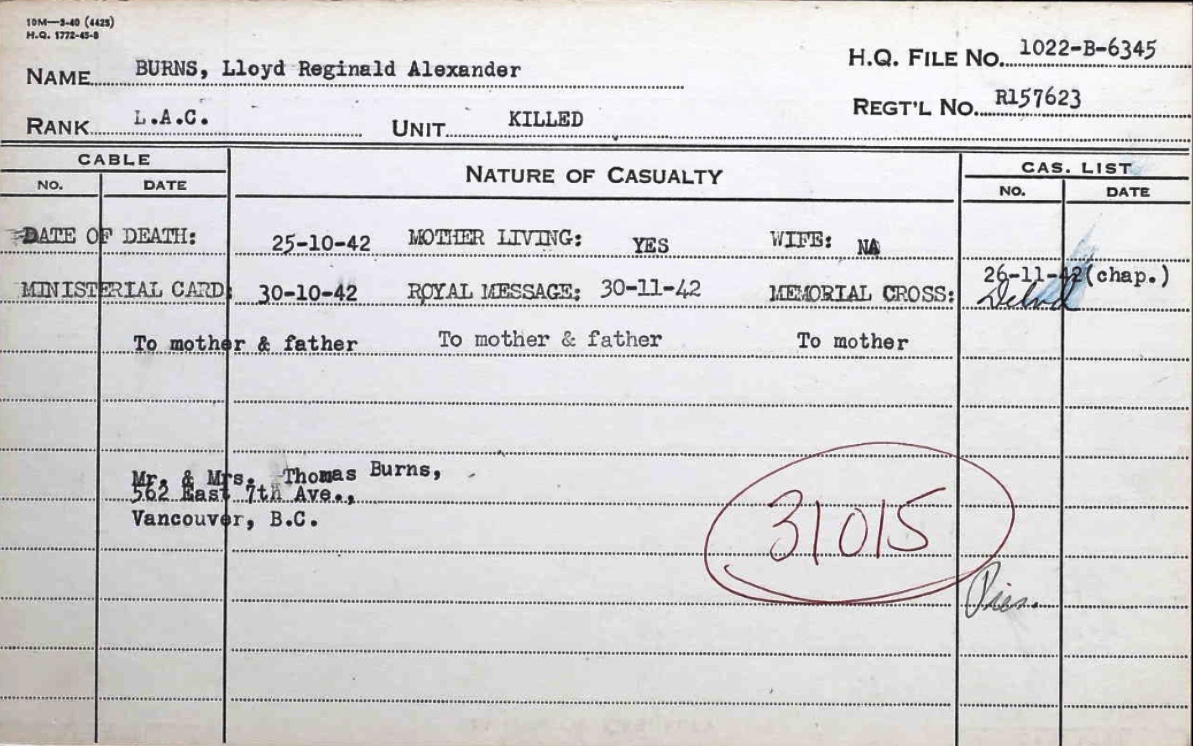 10M—3-40 (4425)
H.Q. 1772-45-8
H.Q. FILE NO. 1022-B-6345
NAME BURNS, Lloyd Reginald Alexander
REGT'L NO. R157623
RANK L.A.C. UNIT KILLED
CABLE NATURE OF CASUALTY CAS. LIST
NO. DATE NO. DATE
DATE OF DEATH: 25-10-42 MOTHER LIVING: YES WIFE: NA
MINISTERIAL CARD: 30-10-42 ROYAL MESSAGE: 30-11-42 MEMORIAL CROSS: 26-11-42(chap.)
To mother & father To mother & father To mother
Mr. & Mrs. Thomas Burns,
562 East 7th Ave.,
Vancouver, B.C.
31015